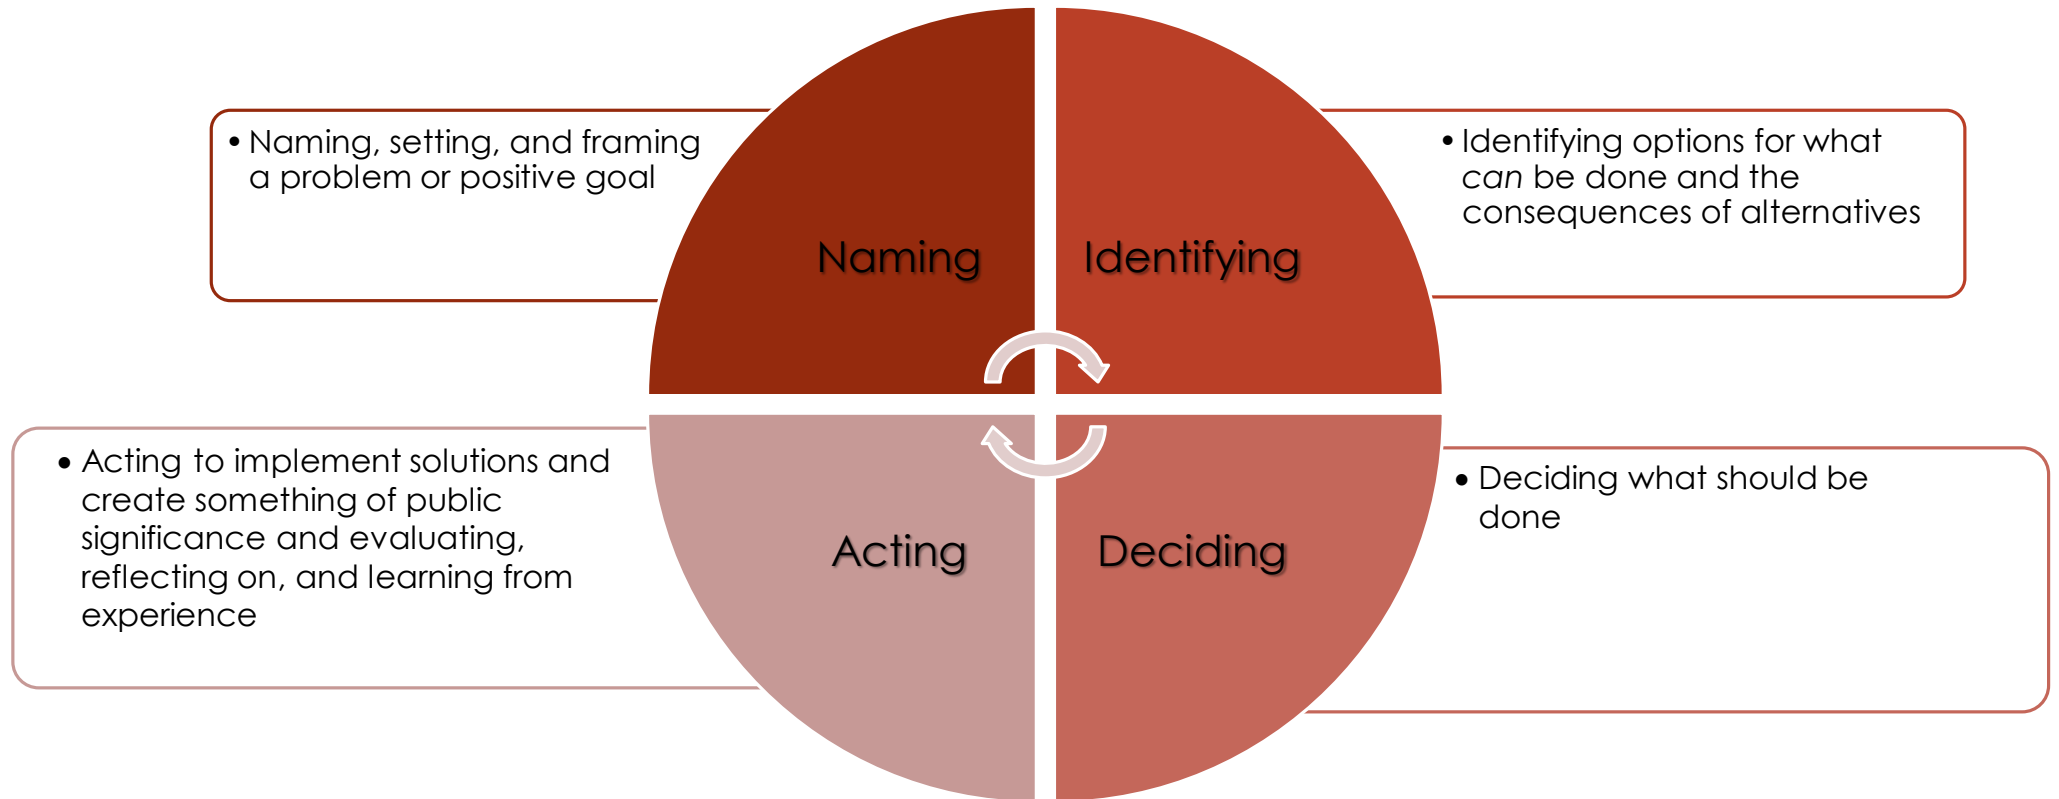 • Naming, setting, and framing
a problem or positive goal
Naming
Identifying
• Identifying options for what
can be done and the
consequences of alternatives
• Acting to implement solutions and
create something of public
significance and evaluating,
reflecting on, and learning from
experience
Acting
Deciding
• Deciding what should be
done